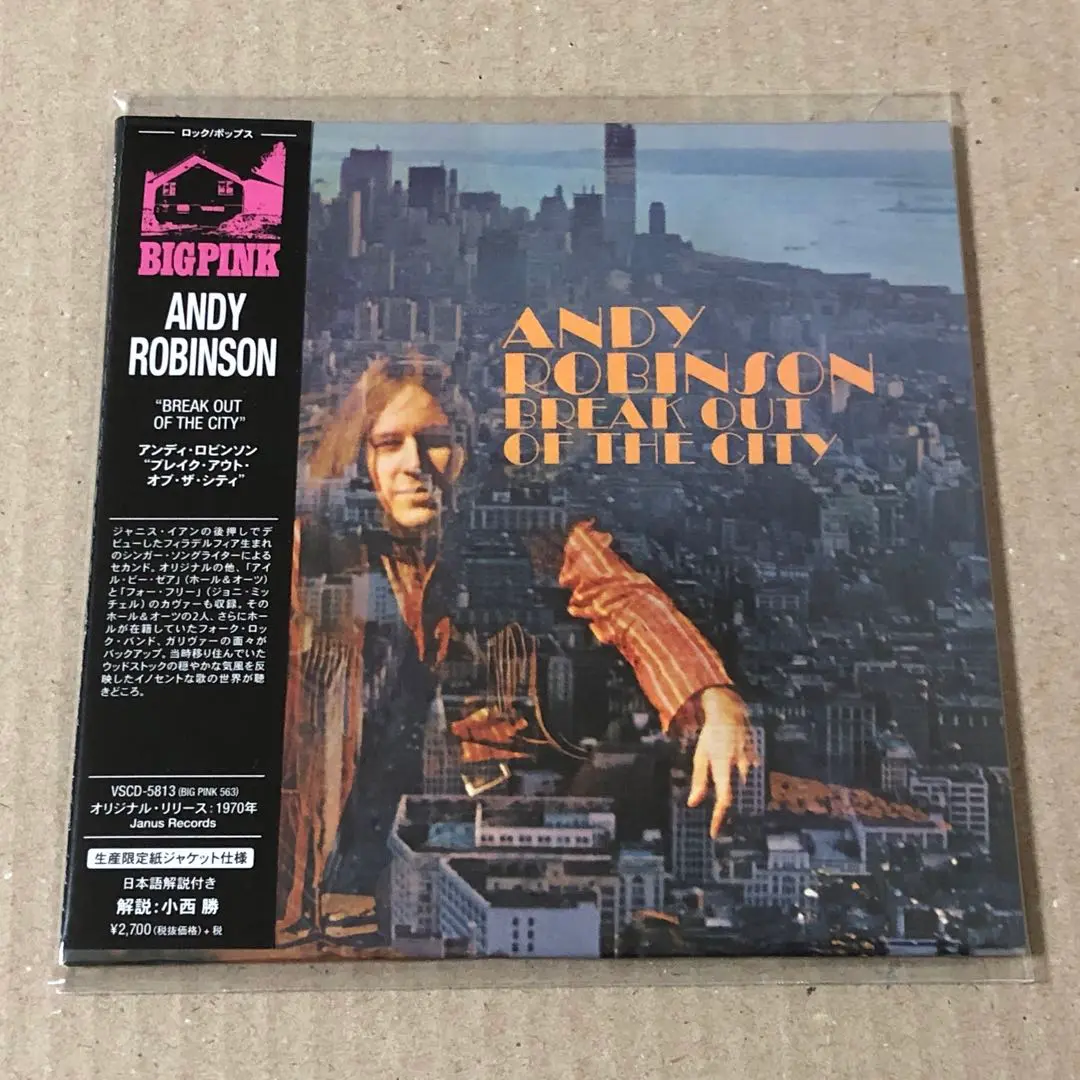 ロック/ポップス
BIG PINK
ANDY
ROBINSON
“BREAK OUT
OF THE CITY”
アンディ・ロビンソン
“ブレイク・アウト・
オブ・ザ・シティ”
ジャニス・イアンの後押しでデ
ビューしたフィラデルフィア生まれ
のシンガー・ソングライターによる
セカンド。オリジナルの他、「アイ
ル・ビー・ゼア」(ホール&オーツ)
と「フォー・フリー」(ジョニ・ミッ
チェル)のカヴァーも収録。その
ホール&オーツの2人、さらにホー
ルが在籍していたフォーク・ロッ
ク・バンド、ガリヴァーの面々が
バックアップ。当時移り住んでいた
ウッドストックの穏やかな気風を反
映したイノセントな歌の世界が聴
きどころ。
VSCD-5813 (BIG PINK 563)
オリジナル・リリース:1970年
Janus Records
生産限定紙ジャケット仕様
日本語解説付き
解説:小西 勝
¥2,700(税抜価格)+税
ANDY
ROBINSON
BREAK OUT
OF THE CITY